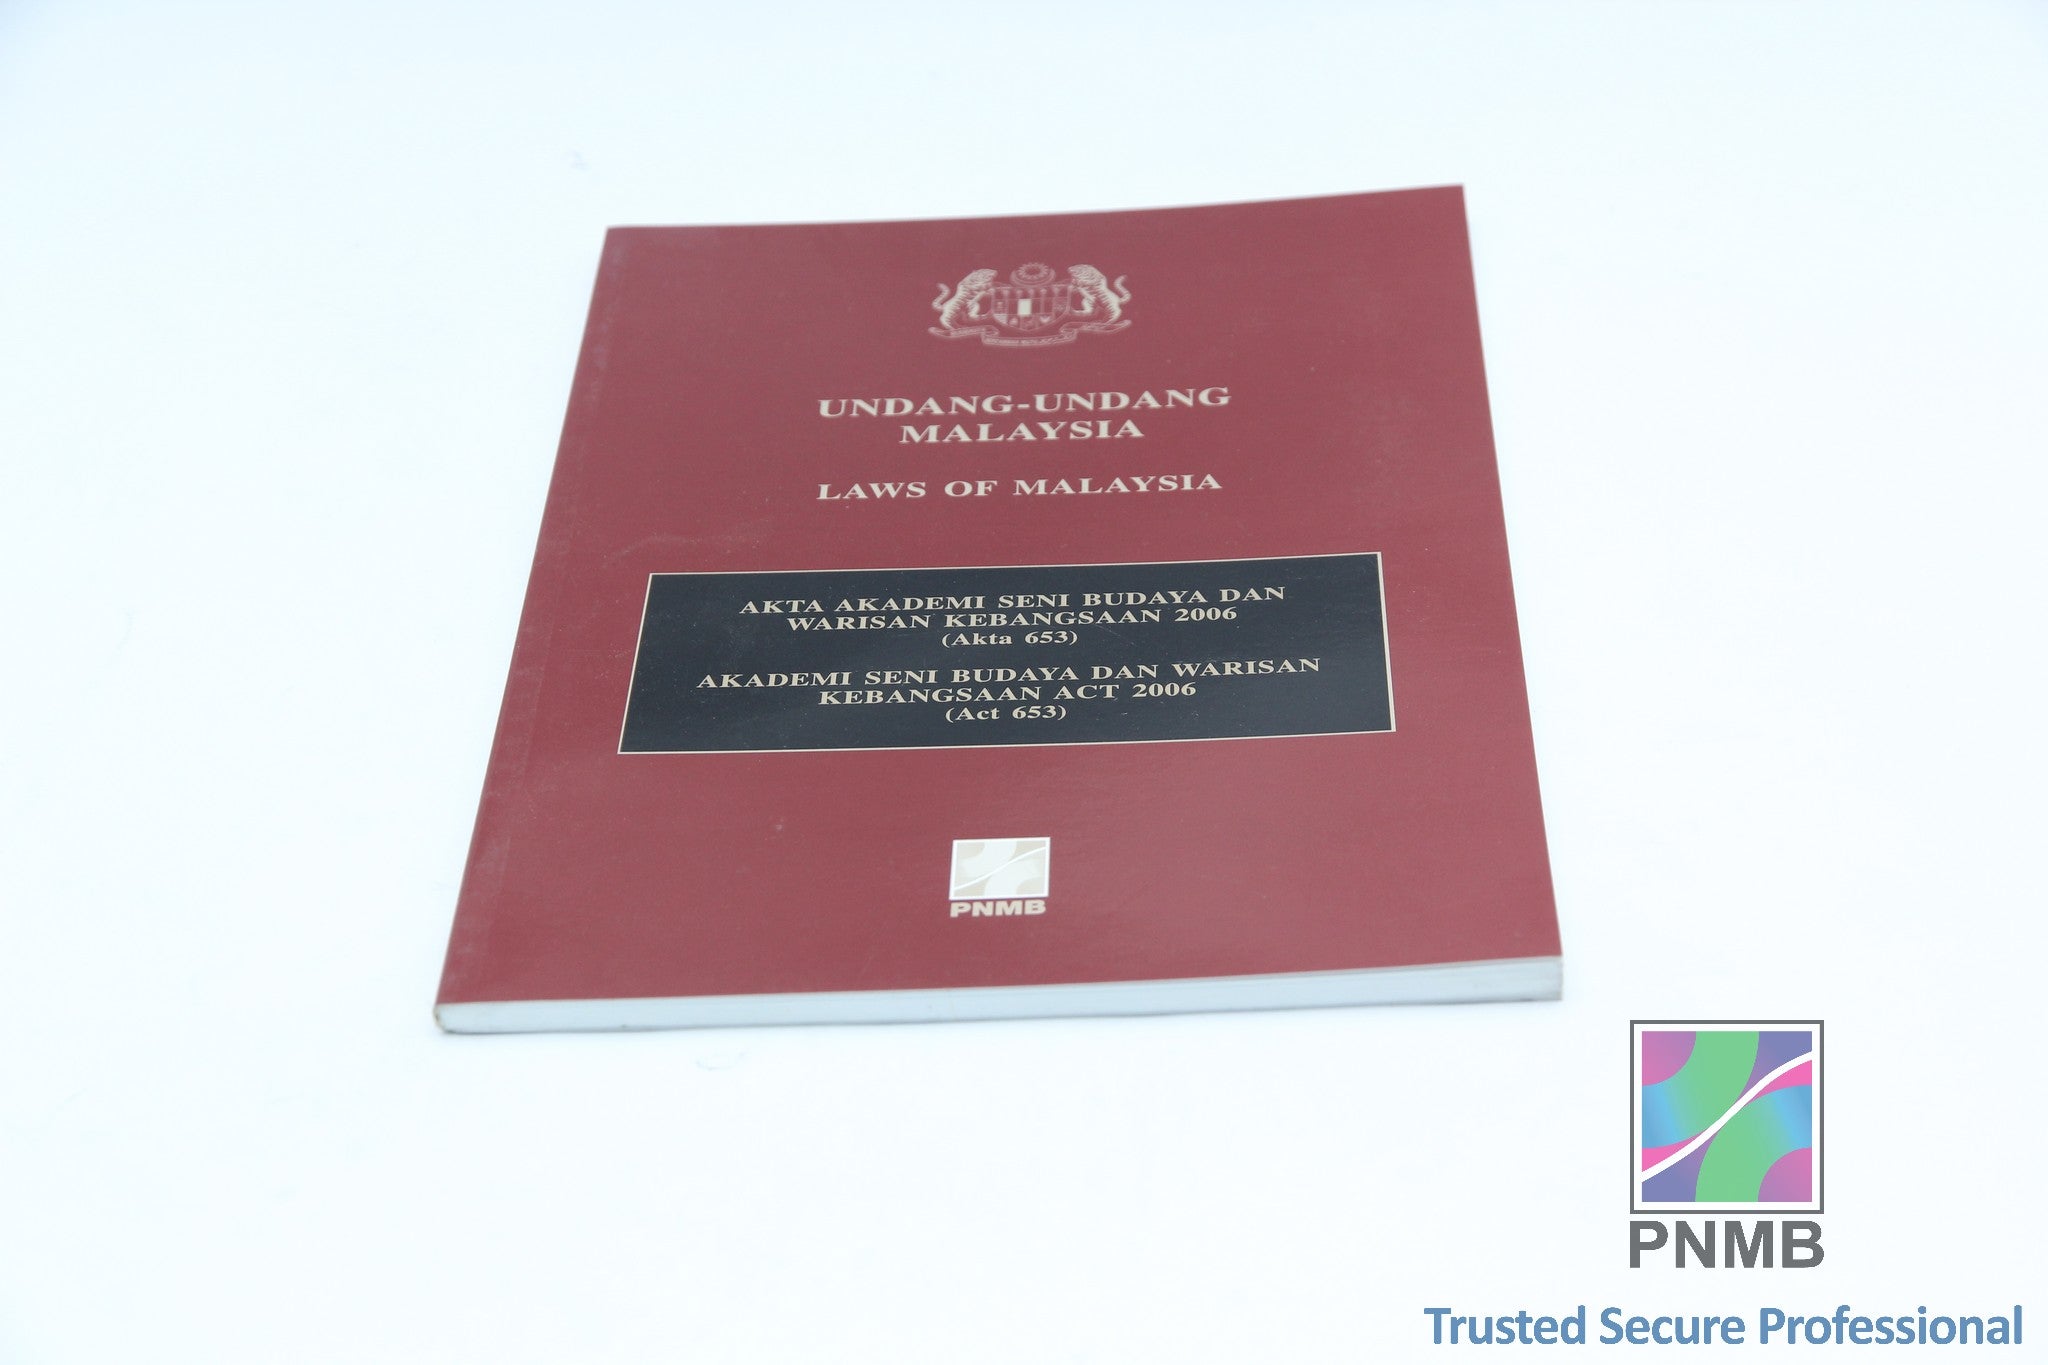 UNDANG-UNDANG
MALAYSIA
LAWS OF MALAYSIA
AKTA AKADEMI SENI BUDAYA DAN
WARISAN KEBANGSAAN 2006
(Akta 653)
AKADEMI SENI BUDAYA DAN WARISAN
KEBANGSAAN ACT 2006
(Act 653)
PNMB
PNMB
Trusted Secure Professional